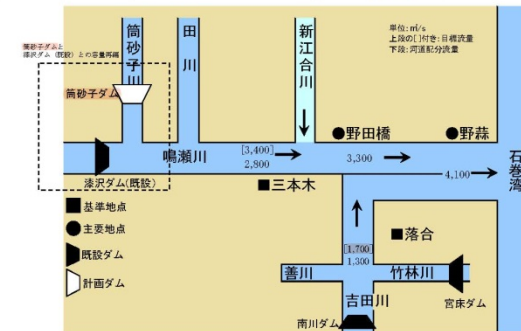 単位：㎥/s
上段の[ ]付き：目標流量
下段：河道配分流量
筒砂子ダムと
漆沢ダム（既設）との容量再編
筒砂子川
田川
新江合川
筒砂子ダム
野田橋
野蒜
鳴瀬川
[3,400]
2,800
3,300
4,100
石巻湾
漆沢ダム(既設)
三本木
基準地点
主要地点
既設ダム
計画ダム
[1,700]
1,300
落合
善川
竹林川
吉田川
宮床ダム
南川ダム